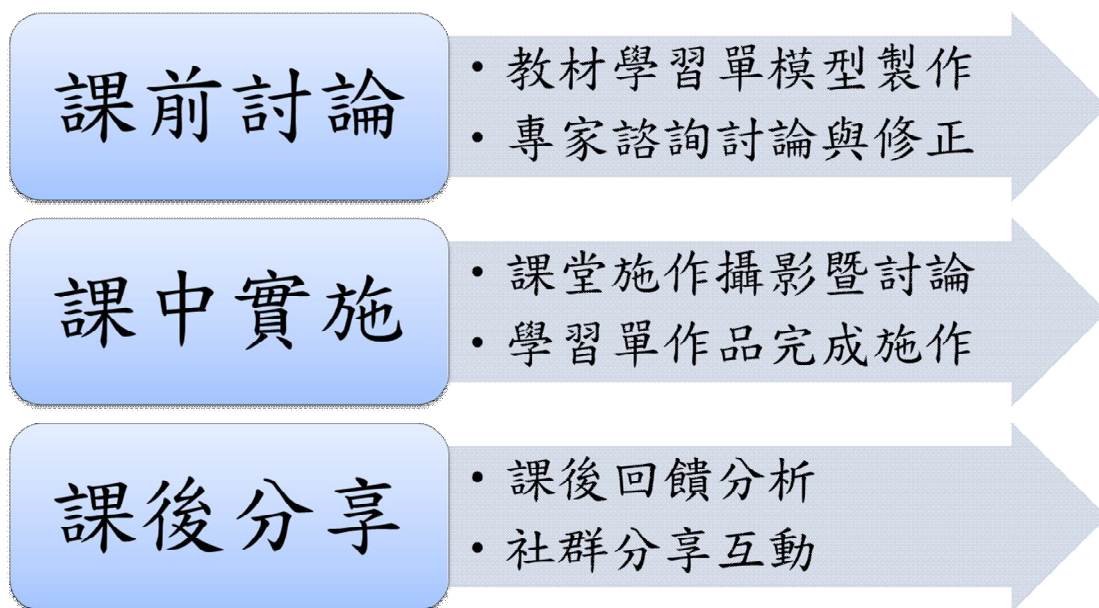 課前討論
• 教材學習單模型製作
• 專家諮詢討論與修正
課中實施
• 課堂施作攝影暨討論
• 學習單作品完成施作
課後分享
• 課後回饋分析
• 社群分享互動